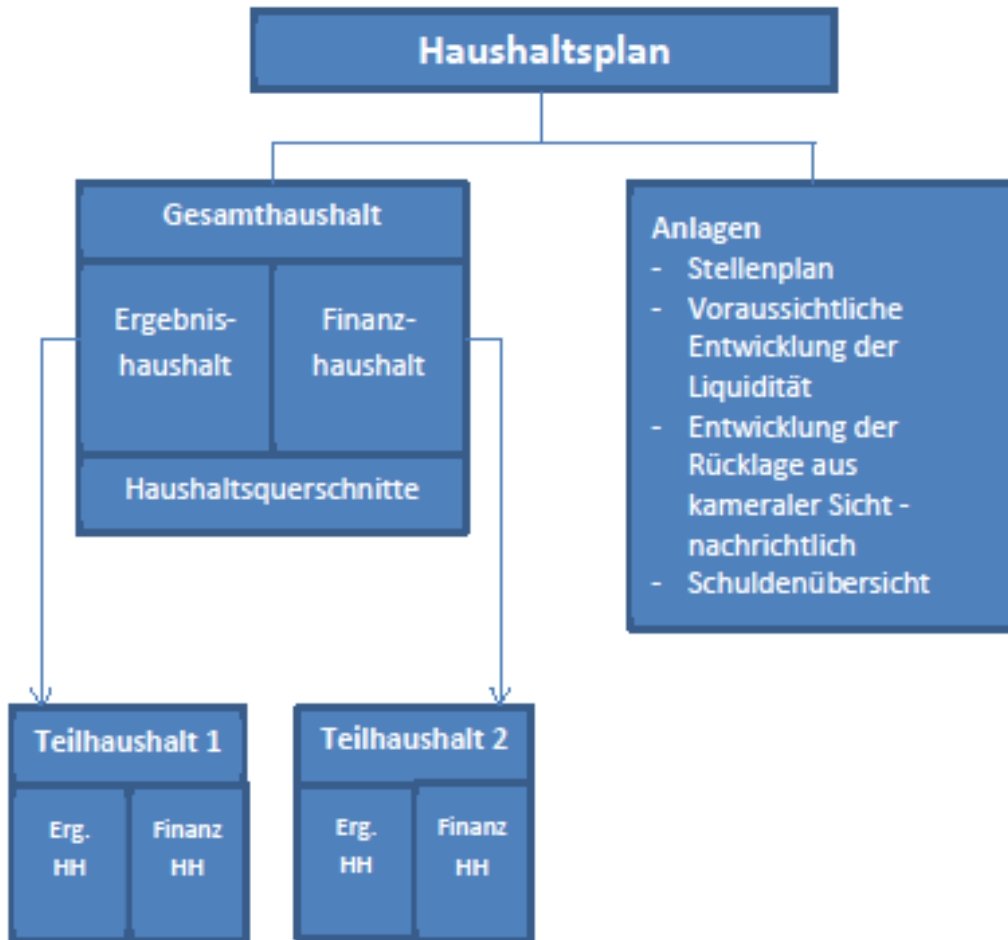 Haushaltsplan
Gesamthaushalt
Ergebnis-
haushalt
Finanz-
haushalt
Haushaltsquerschnitte
Anlagen
- Stellenplan
- Voraussichtliche
Entwicklung der
Liquidität
- Entwicklung der
Rücklage aus
kameraler Sicht -
nachrichtlich
- Schuldenübersicht
Teilhaushalt 1
Erg.
HH
Finanz
HH
Teilhaushalt 2
Erg.
HH
Finanz
HH